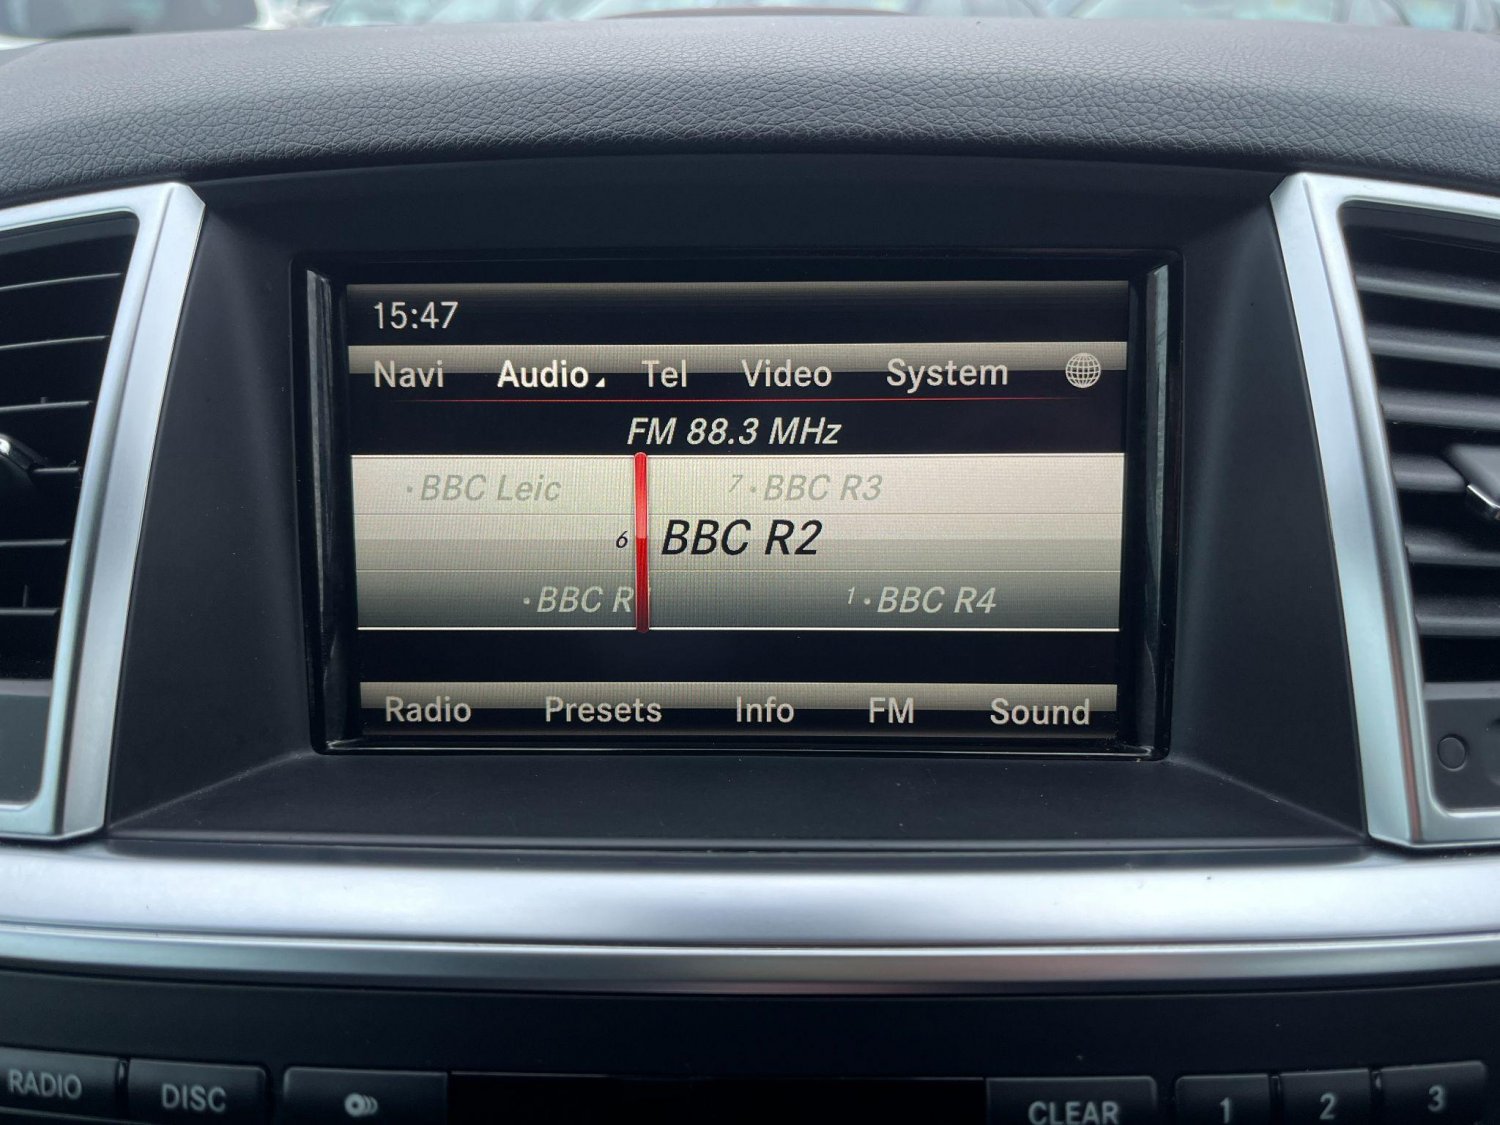 15:47
Navi Audio Tel Video System
FM 88.3 MHz
·BBC Leic 7·BBC R3
6 BBC R2
·BBC R 1·BBC R4
Radio Presets Info FM Sound
RADIO DISC CLEAR 1 2 3